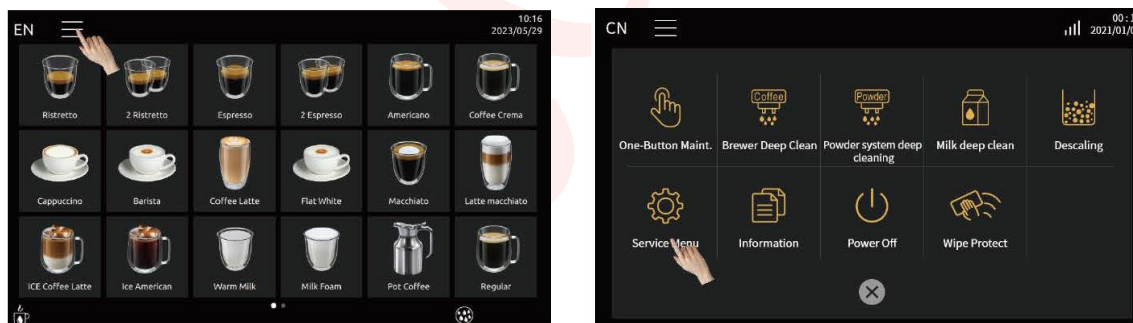 EN
10:16
2023/05/29
Ristretto
2 Ristretto
Espresso
2 Espresso
Americano
Coffee Crema
Cappuccino
Barista
Coffee Latte
Flat White
Macchiato
Latte macchiato
ICE Coffee Latte
Ice American
Warm Milk
Milk Foam
Pot Coffee
Regular
CN
Coffee
Powder
One-Button Maint.
Brewer Deep Clean
Powder system deep
cleaning
Milk deep clean
Descaling
Service Menu
Information
Power Off
Wipe Protect